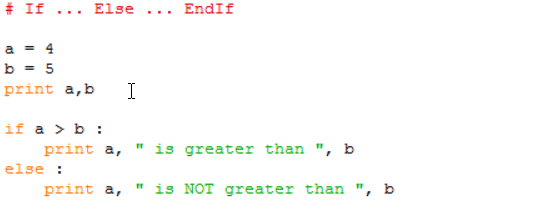 # If ... Else ... EndIf
a = 4
b = 5
print a,b
if a > b :
    print a, " is greater than ", b
else :
    print a, " is NOT greater than ", b